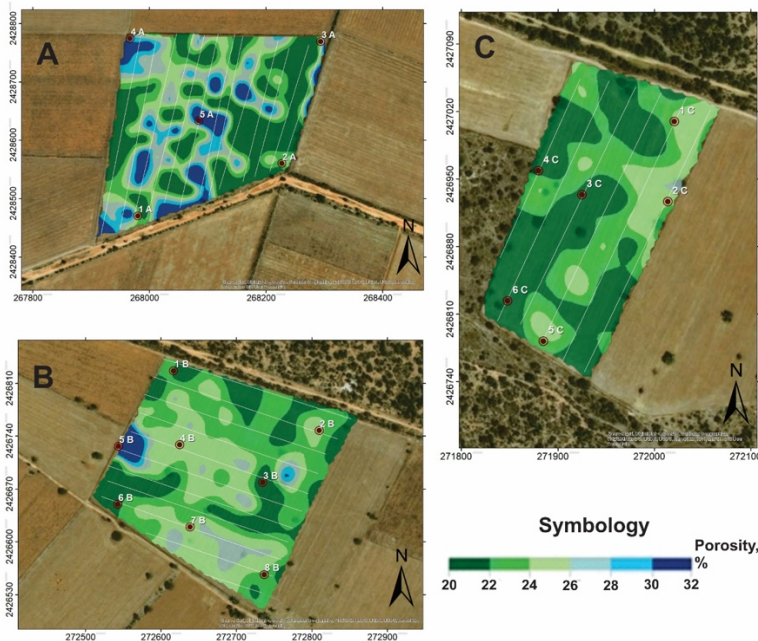 A
4 A
3 A
5 A
2 A
1 A
N
2428800
2428700
2428600
2428500
2428400
267800
268000
268200
268400
B
1 B
2 B
4 B
5 B
3 B
6 B
7 B
8 B
N
2426810
2426740
2426670
2426600
2426530
272500
272600
272700
272800
272900
C
1 C
4 C
3 C
2 C
6 C
5 C
N
2427090
2427020
2426950
2426880
2426810
2426740
271800
271900
272000
Symbology
Porosity,
%
20
22
24
26
28
30
32